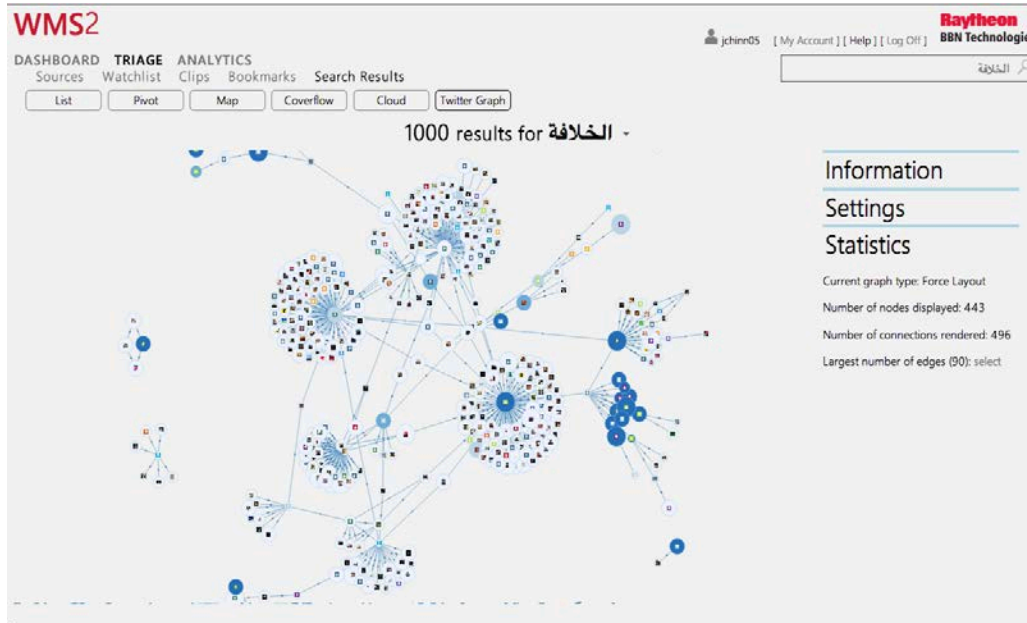 WMS2
Raytheon
BBN Technologie
jchinn05 [ My Account ] [ Help ] [ Log Off ]
DASHBOARD TRIAGE ANALYTICS
الخلافة
Sources Watchlist Clips Bookmarks Search Results
List Pivot Map Coverflow Cloud Twitter Graph
1000 results for الخلافة
Information
Settings
Statistics
Current graph type: Force Layout
Number of nodes displayed: 443
Number of connections rendered: 496
Largest number of edges (90): select